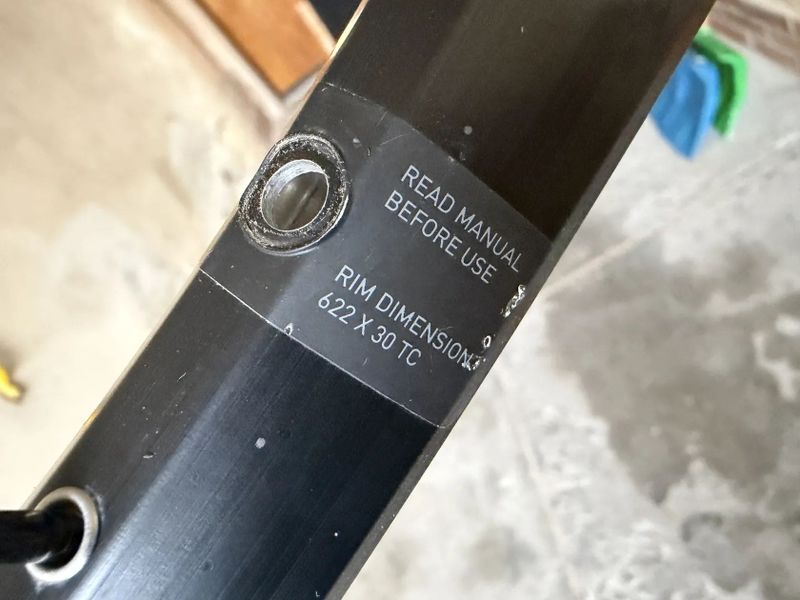 READ MANUAL
BEFORE USE
RIM DIMENSION
622 X 30 TC